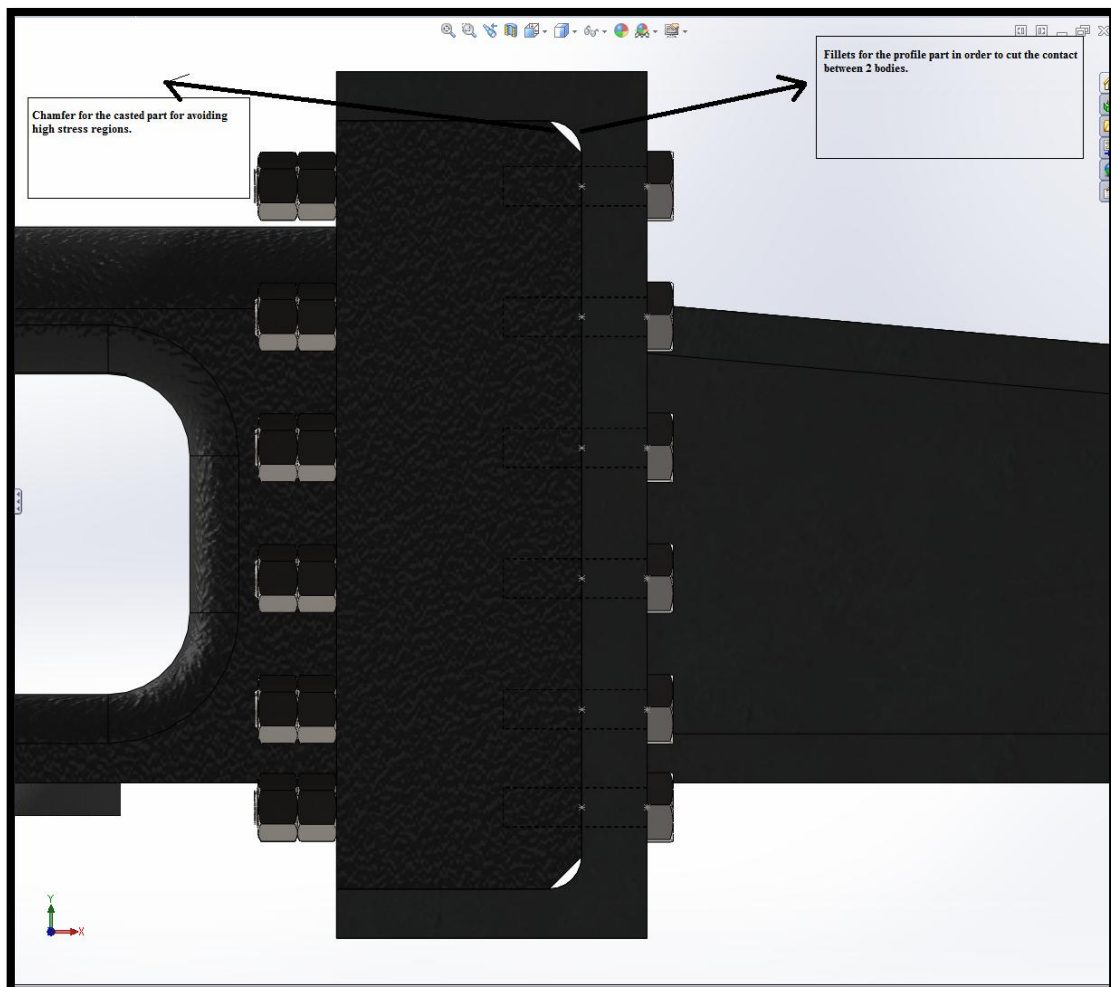 Fillets for the profile part in order to cut the contact
between 2 bodies.
Chamfer for the casted part for avoiding
high stress regions.
Y
X